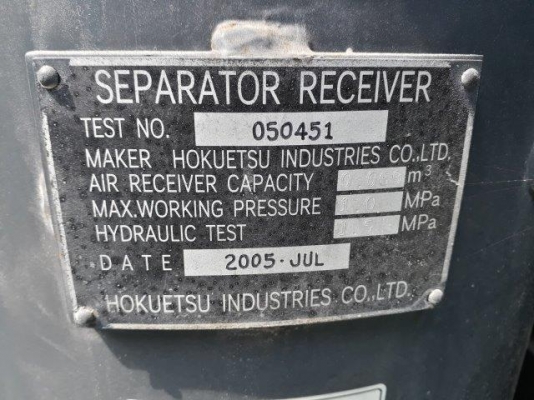 SEPARATOR RECEIVER
TEST NO. 050451
MAKER HOKUETSU INDUSTRIES CO.,LTD.
AIR RECEIVER CAPACITY m³
MAX.WORKING PRESSURE MPa
HYDRAULIC TEST MPa
DATE 2005·JUL
HOKUETSU INDUSTRIES CO.,LTD.